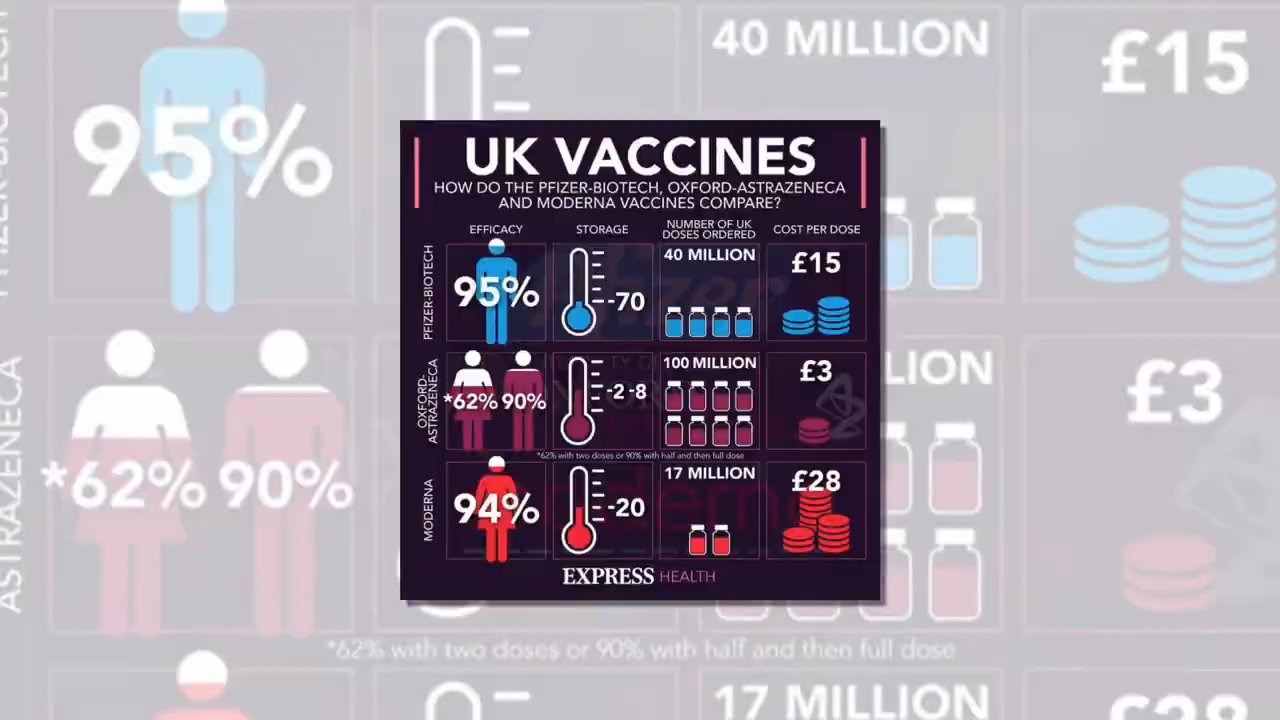 UK VACCINES
HOW DO THE PFIZER-BIOTECH, OXFORD-ASTRAZENECA
AND MODERNA VACCINES COMPARE?
EFFICACY
STORAGE
NUMBER OF UK
DOSES ORDERED
COST PER DOSE
PFIZER-BIOTECH
95%
-70
40 MILLION
£15
OXFORD-
ASTRAZENECA
*62% 90%
-2 -8
100 MILLION
£3
*62% with two doses or 90% with half and then full dose
MODERNA
94%
-20
17 MILLION
£28
EXPRESS HEALTH
95%
40 MILLION
£15
ASTRAZENECA
*62% 90%
LION
£3
*62% with two doses or 90% with half and then full dose
17 MILLION